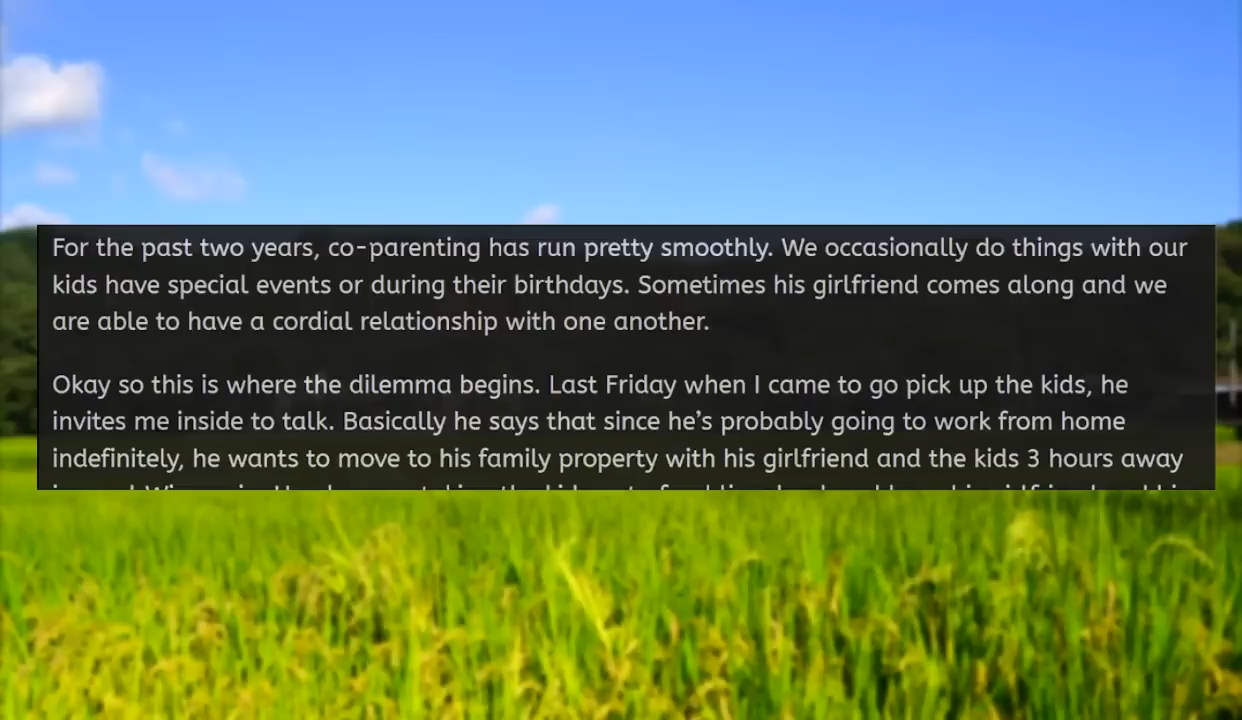 For the past two years, co-parenting has run pretty smoothly. We occasionally do things with our
kids have special events or during their birthdays. Sometimes his girlfriend comes along and we
are able to have a cordial relationship with one another.
Okay so this is where the dilemma begins. Last Friday when I came to go pick up the kids, he
invites me inside to talk. Basically he says that since he's probably going to work from home
indefinitely, he wants to move to his family property with his girlfriend and the kids 3 hours away